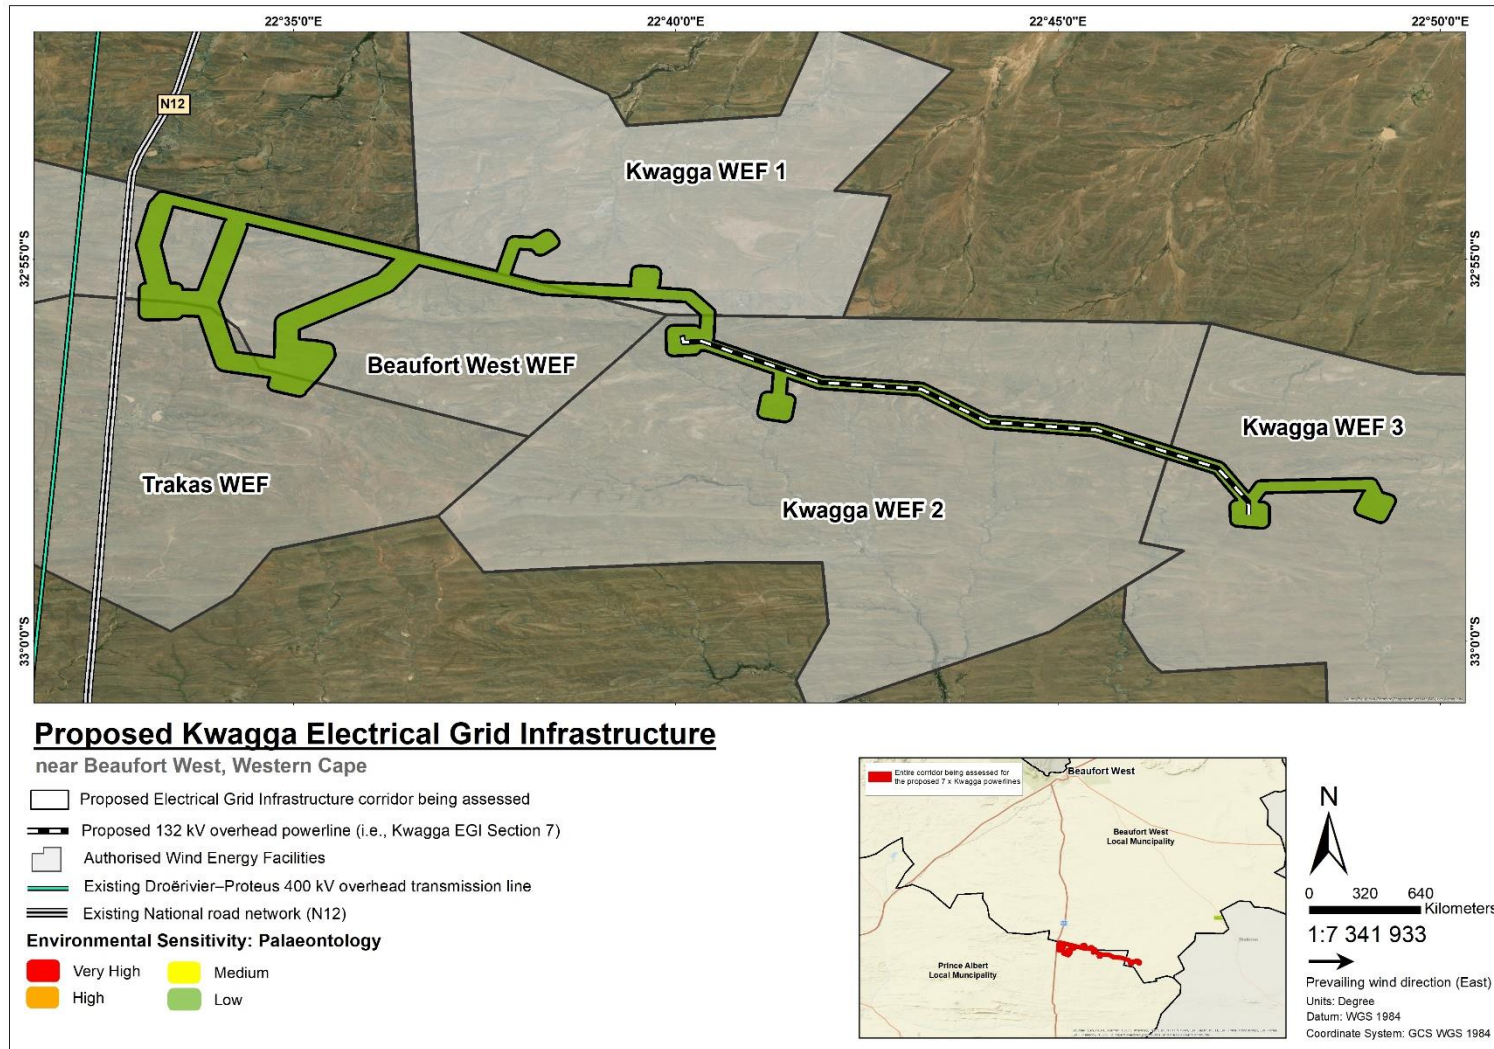 22°35'0"E
22°40'0"E
22°45'0"E
22°50'0"E
N12
Kwagga WEF 1
32°55'0"S
32°55'0"S
Beaufort West WEF
Kwagga WEF 3
Trakas WEF
Kwagga WEF 2
33°0'0"S
33°0'0"S
Proposed Kwagga Electrical Grid Infrastructure
near Beaufort West, Western Cape
Proposed Electrical Grid Infrastructure corridor being assessed
Proposed 132 kV overhead powerline (i.e., Kwagga EGI Section 7)
Authorised Wind Energy Facilities
Existing Droërivier–Proteus 400 kV overhead transmission line
Existing National road network (N12)
Environmental Sensitivity: Palaeontology
Very High
Medium
High
Low
Entire corridor being assessed for
the proposed 7 x Kwagga powerlines
Beaufort West
Beaufort West
Local Muncipality
Prince Albert
Local Muncipality
N
0 320 640
Kilometers
1:7 341 933
Prevailing wind direction (East)
Units: Degree
Datum: WGS 1984
Coordinate System: GCS WGS 1984